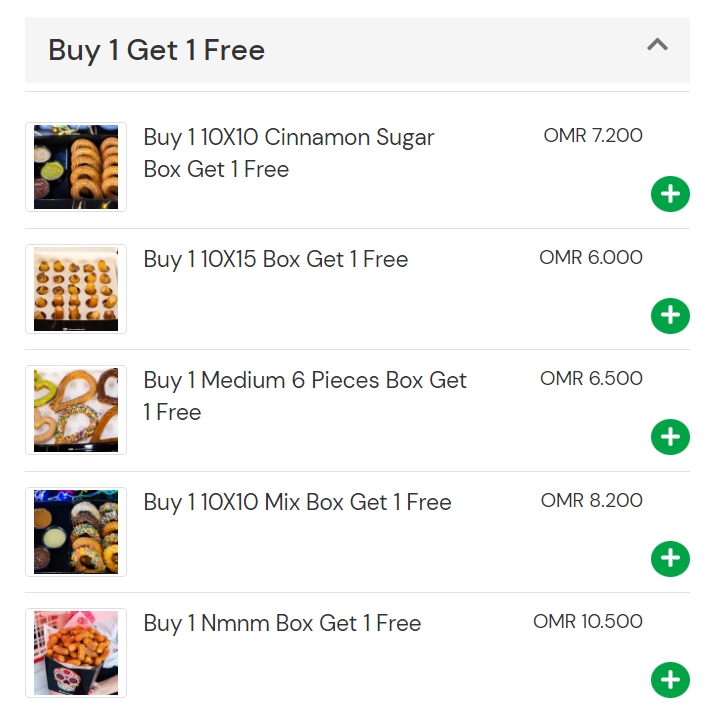 Buy 1 Get 1 Free
Buy 1 10X10 Cinnamon Sugar
Box Get 1 Free
OMR 7.200
Buy 1 10X15 Box Get 1 Free
OMR 6.000
Buy 1 Medium 6 Pieces Box Get
1 Free
OMR 6.500
Buy 1 10X10 Mix Box Get 1 Free
OMR 8.200
Buy 1 Nmnm Box Get 1 Free
OMR 10.500